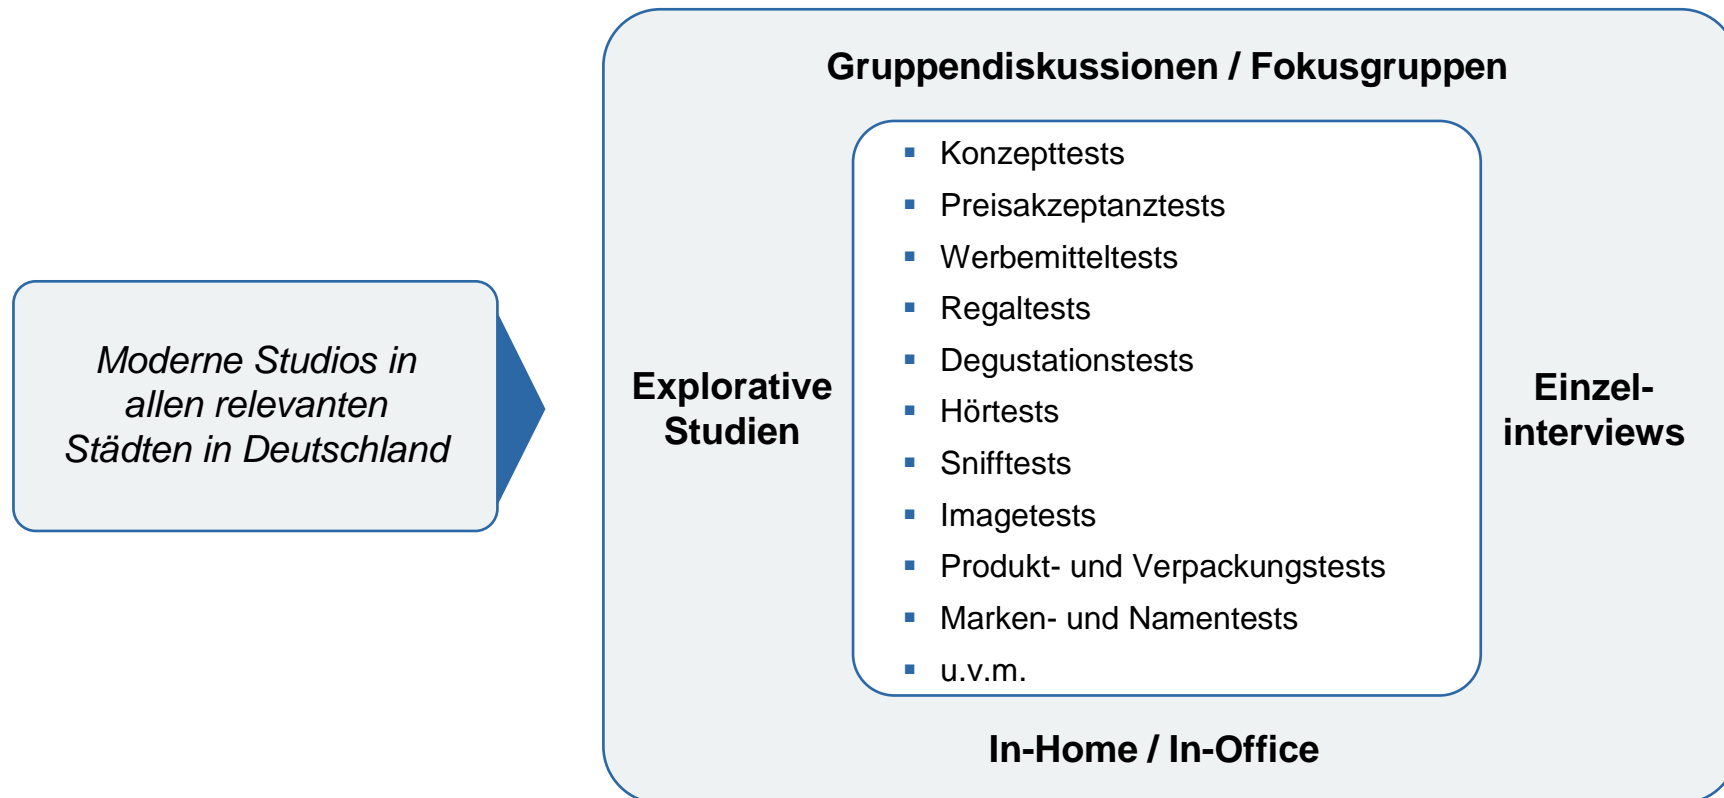 Gruppendiskussionen / Fokusgruppen
Moderne Studios in
allen relevanten
Städten in Deutschland
Explorative
Studien
Konzepttests
Preisakzeptanztests
Werbemitteltests
Regaltests
Degustationstests
Hörtests
Snifftests
Imagetests
Produkt- und Verpackungstests
Marken- und Namentests
u.v.m.
Einzel-
interviews
In-Home / In-Office